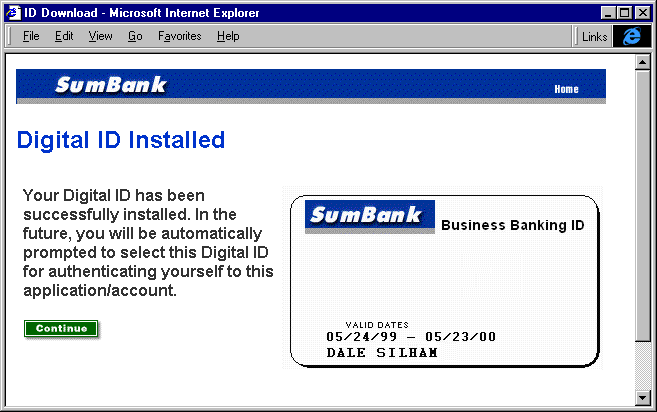 ID Download - Microsoft Internet Explorer
File Edit View Go Favorites Help Links
SumBank
Home
Digital ID Installed
Your Digital ID has been
successfully installed. In the
future, you will be automatically
prompted to select this Digital ID
for authenticating yourself to this
application/account.
Continue
SumBank
Business Banking ID
VALID DATES
05/24/99 - 05/23/00
DALE SILHAM